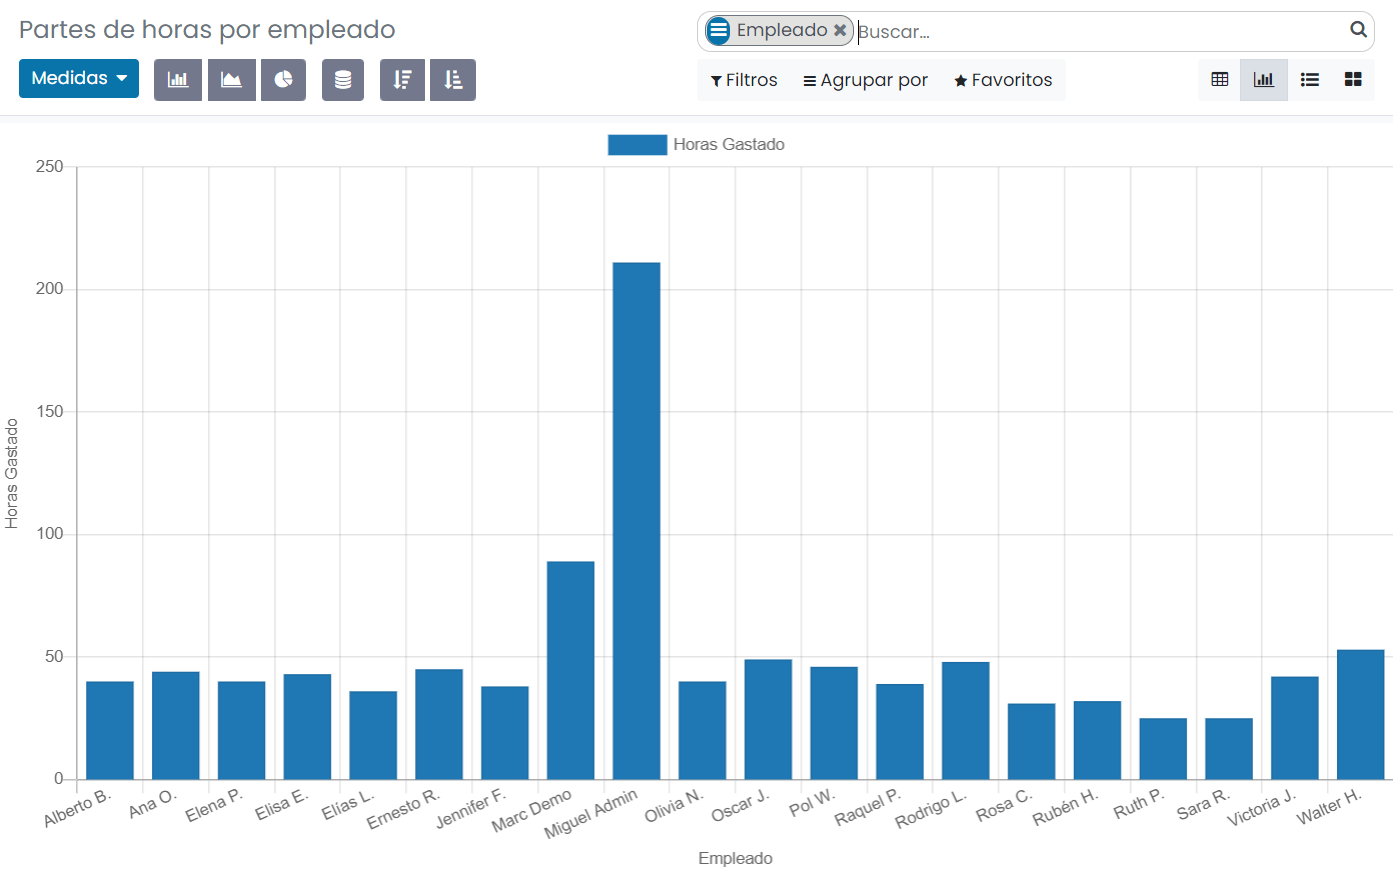 Partes de horas por empleado
Empleado Buscar...
Medidas
Filtros Agrupar por Favoritos
Horas Gastado
250
200
150
100
50
0
Horas Gastado
Alberto B. Ana O. Elena P. Elisa E. Elías L. Ernesto R. Jennifer F. Marc Demo Miguel Admin Olivia N. Oscar J. Pol W. Raquel P. Rodrigo L. Rosa C. Rubén H. Ruth P. Sara R. Victoria J. Walter H.
Empleado